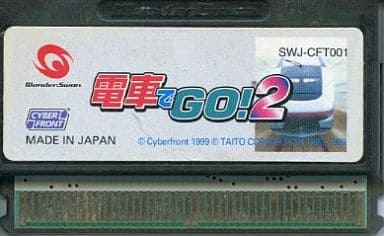 SWJ-CFT001
WonderSwan
電車でGO!2
CYBER FRONT
MADE IN JAPAN
© Cyberfront 1999 © TAITO